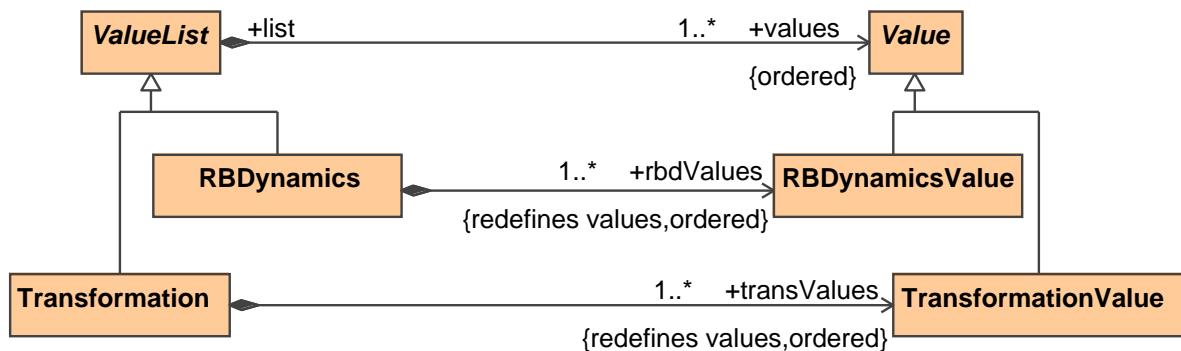 ValueList +list 1..* +values Value
{ordered}
RBDynamics 1..* +rbdValues RBDynamicsValue
{redefines values,ordered}
Transformation 1..* +transValues TransformationValue
{redefines values,ordered}